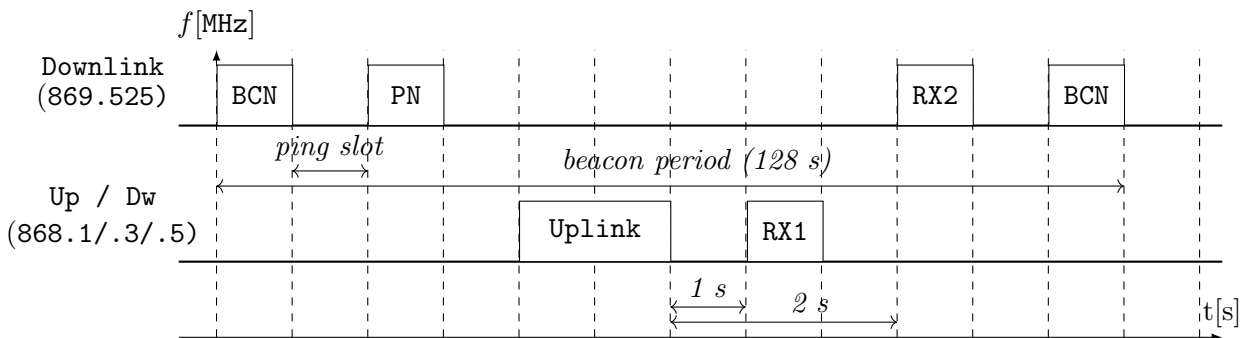 f[MHz]
Downlink
(869.525)
BCN
PN
RX2
BCN
ping slot
beacon period (128 s)
Up / Dw
(868.1/.3/.5)
Uplink
RX1
1 s
2 s
t[s]